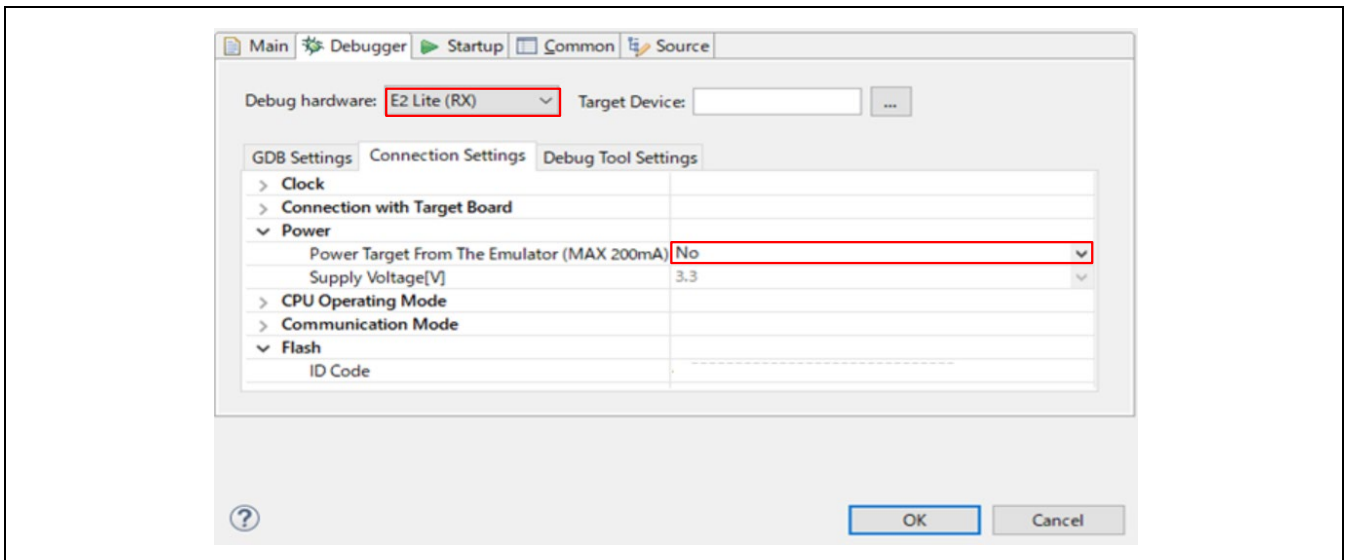 Main Debugger Startup Common Source
Debug hardware: E2 Lite (RX) Target Device: ...
GDB Settings Connection Settings Debug Tool Settings
Clock
Connection with Target Board
Power
Power Target From The Emulator (MAX 200mA) No
Supply Voltage[V] 3.3
CPU Operating Mode
Communication Mode
Flash
ID Code
? OK Cancel